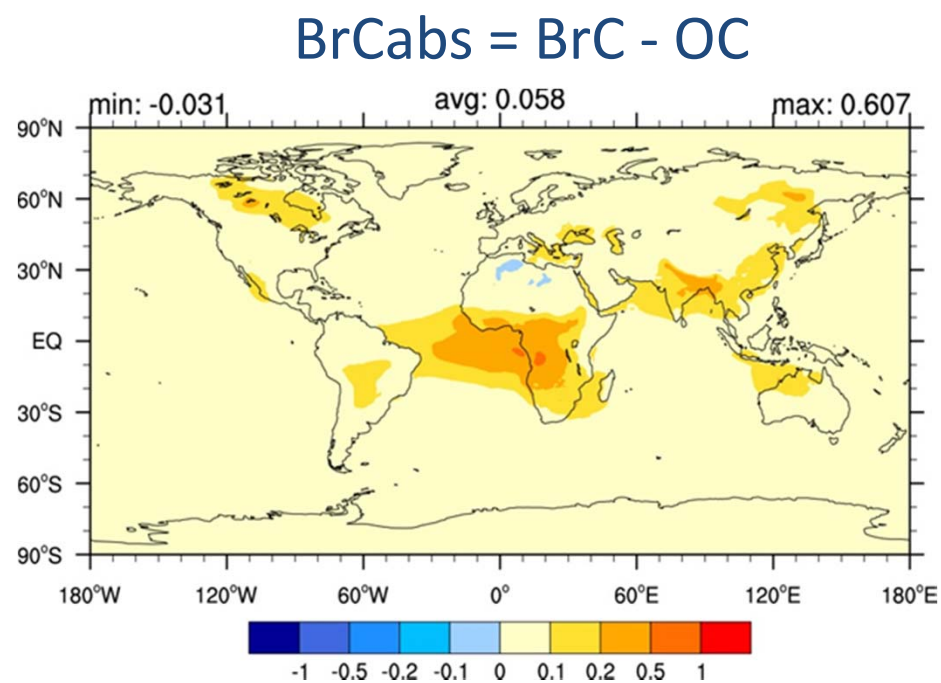 BrCabs = BrC - OC
min: -0.031 avg: 0.058 max: 0.607
90°N
60°N
30°N
EQ
30°S
60°S
90°S
180°W 120°W 60°W 0° 60°E 120°E 180°E
-1 -0.5 -0.2 -0.1 0 0.1 0.2 0.5 1